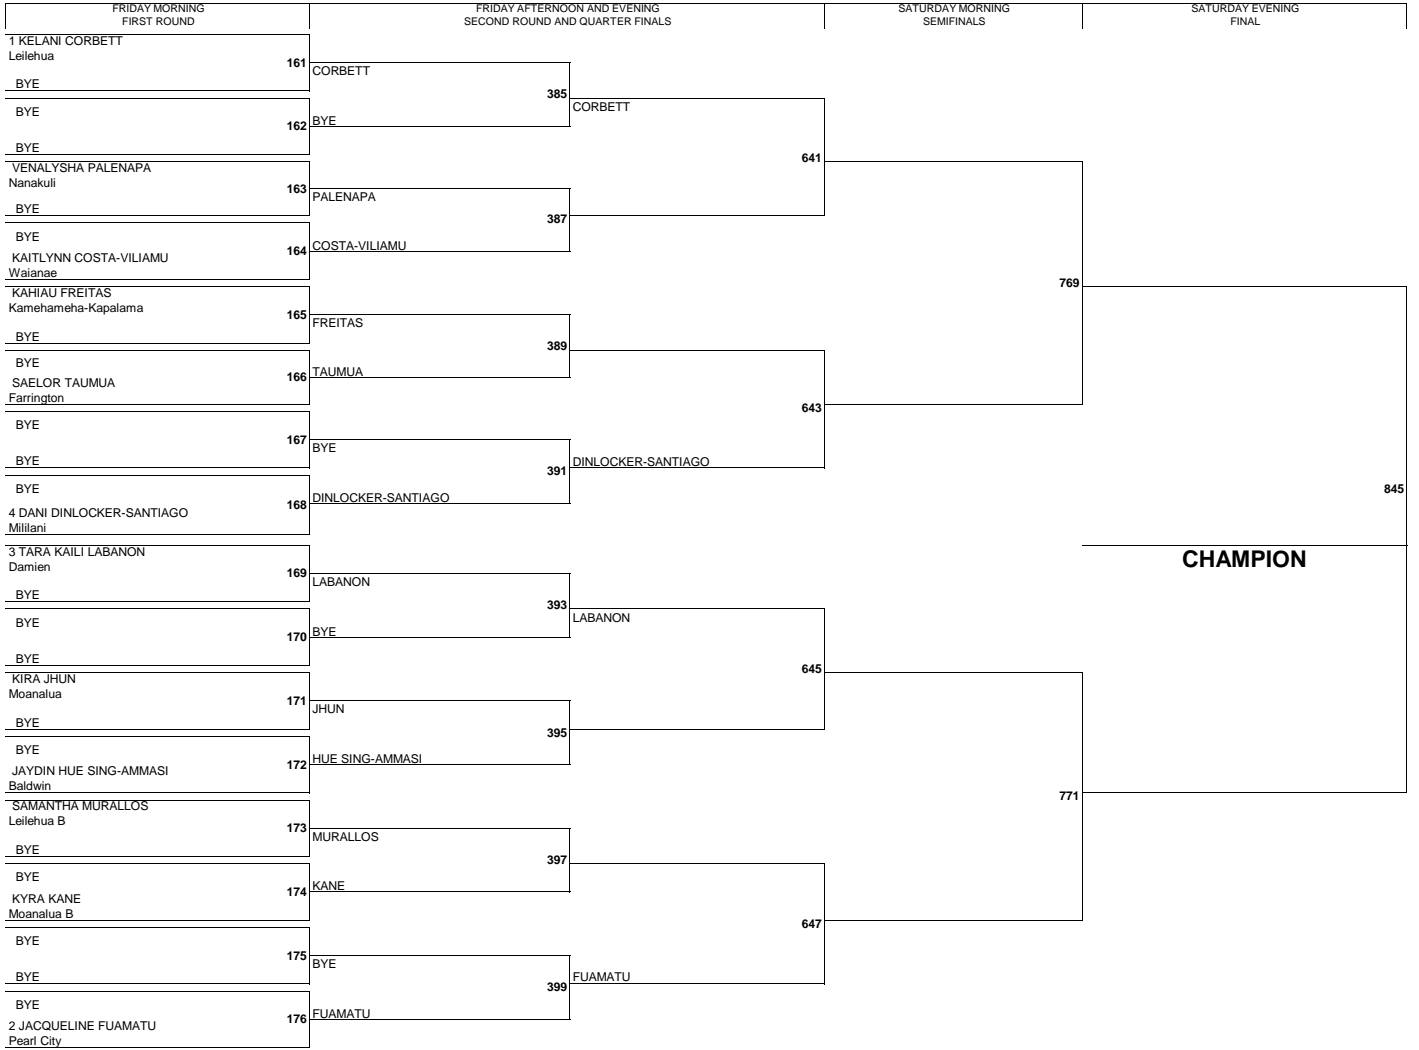 FRIDAY MORNING
FIRST ROUND
FRIDAY AFTERNOON AND EVENING
SECOND ROUND AND QUARTER FINALS
SATURDAY MORNING
SEMIFINALS
SATURDAY EVENING
FINAL
1 KELANI CORBETT
Leilehua
161
BYE
CORBETT
385
BYE
162
BYE
BYE
CORBETT
641
VENALYSHA PALENAPA
Nanakuli
163
BYE
PALENAPA
387
BYE
164
KAITLYNN COSTA-VILIAMU
Waianae
COSTA-VILIAMU
769
KAHIAU FREITAS
Kamehameha-Kapalama
165
BYE
FREITAS
389
BYE
166
SAELOR TAUMUA
Farrington
TAUMUA
643
BYE
167
BYE
BYE
391
DINLOCKER-SANTIAGO
BYE
168
4 DANI DINLOCKER-SANTIAGO
Mililani
DINLOCKER-SANTIAGO
845
CHAMPION
3 TARA KAILI LABANON
Damien
169
BYE
LABANON
393
BYE
170
BYE
BYE
LABANON
645
KIRA JHUN
Moanalua
171
BYE
JHUN
395
BYE
172
JAYDIN HUE SING-AMMASI
Baldwin
HUE SING-AMMASI
771
SAMANTHA MURALLOS
Leilehua B
173
BYE
MURALLOS
397
BYE
174
KYRA KANE
Moanalua B
KANE
647
BYE
175
BYE
BYE
399
FUAMATU
BYE
176
2 JACQUELINE FUAMATU
Pearl City
FUAMATU